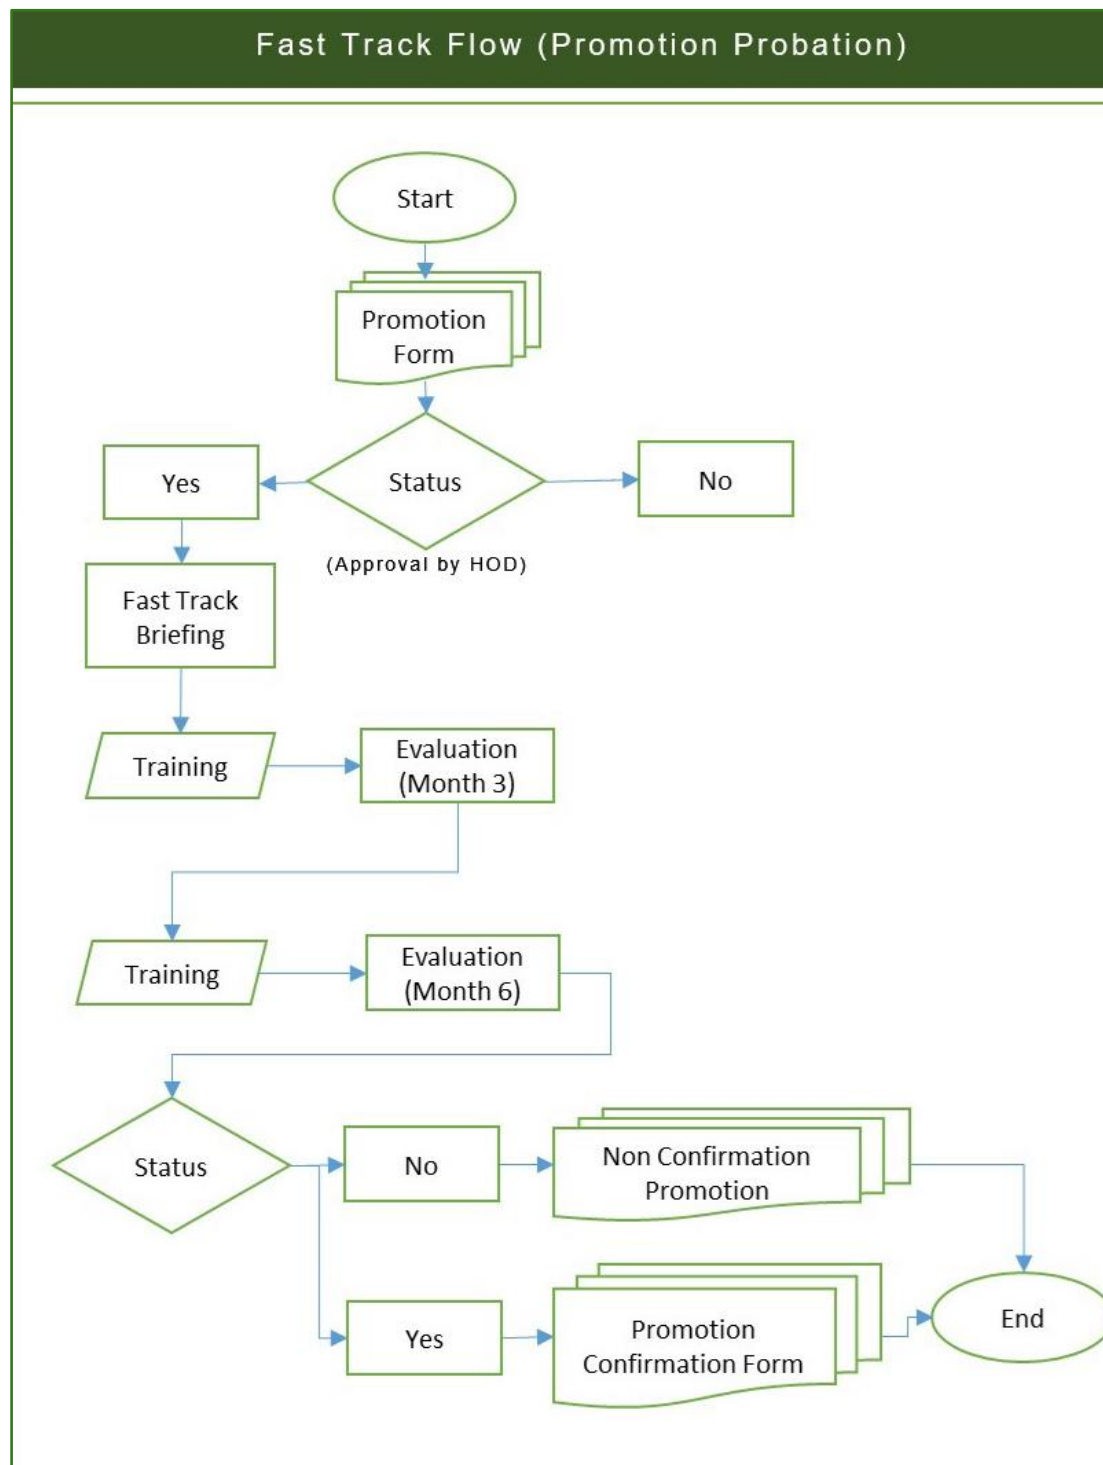 Fast Track Flow (Promotion Probation)
Start
Promotion
Form
Yes
Status
No
(Approval by HOD)
Fast Track
Briefing
Training
Evaluation
(Month 3)
Training
Evaluation
(Month 6)
Status
No
Non Confirmation
Promotion
Yes
Promotion
Confirmation Form
End